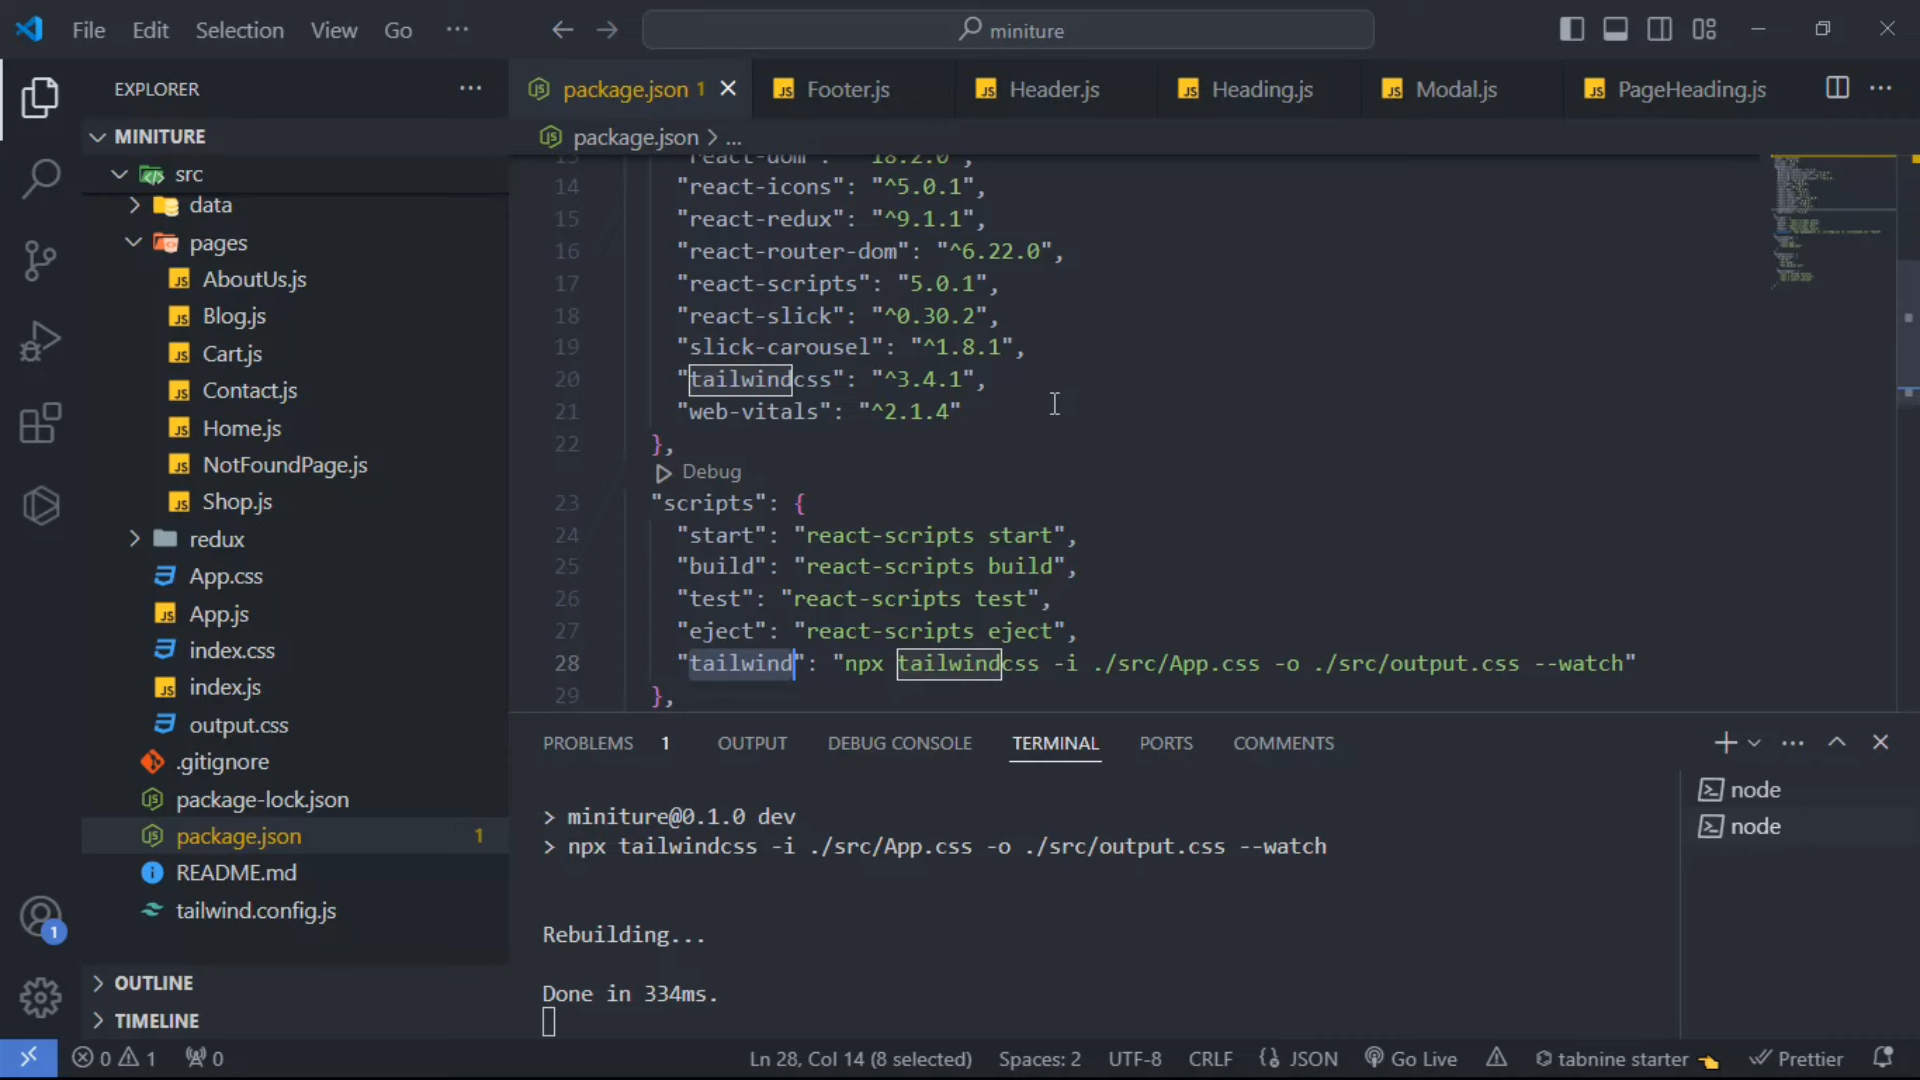 File Edit Selection View Go ···
miniture
EXPLORER ···
MINITURE
src
data
pages
AboutUs.js
Blog.js
Cart.js
Contact.js
Home.js
NotFoundPage.js
Shop.js
redux
App.css
App.js
index.css
index.js
output.css
.gitignore
package-lock.json
package.json 1
README.md
tailwind.config.js
OUTLINE
TIMELINE
1
package.json 1 Footer.js Header.js Heading.js Modal.js PageHeading.js
package.json > ...
13 "react-dom": "^18.2.0",
14 "react-icons": "^5.0.1",
15 "react-redux": "^9.1.1",
16 "react-router-dom": "^6.22.0",
17 "react-scripts": "5.0.1",
18 "react-slick": "^0.30.2",
19 "slick-carousel": "^1.8.1",
20 "tailwindcss": "^3.4.1",
21 "web-vitals": "^2.1.4"
22 },
Debug
23 "scripts": {
24 "start": "react-scripts start",
25 "build": "react-scripts build",
26 "test": "react-scripts test",
27 "eject": "react-scripts eject",
28 "tailwind": "npx tailwindcss -i ./src/App.css -o ./src/output.css --watch"
29 },
PROBLEMS 1 OUTPUT DEBUG CONSOLE TERMINAL PORTS COMMENTS
> miniture@0.1.0 dev
> npx tailwindcss -i ./src/App.css -o ./src/output.css --watch
Rebuilding...
Done in 334ms.
node
node
0 1 0 Ln 28, Col 14 (8 selected) Spaces: 2 UTF-8 CRLF {} JSON Go Live tabnine starter Prettier